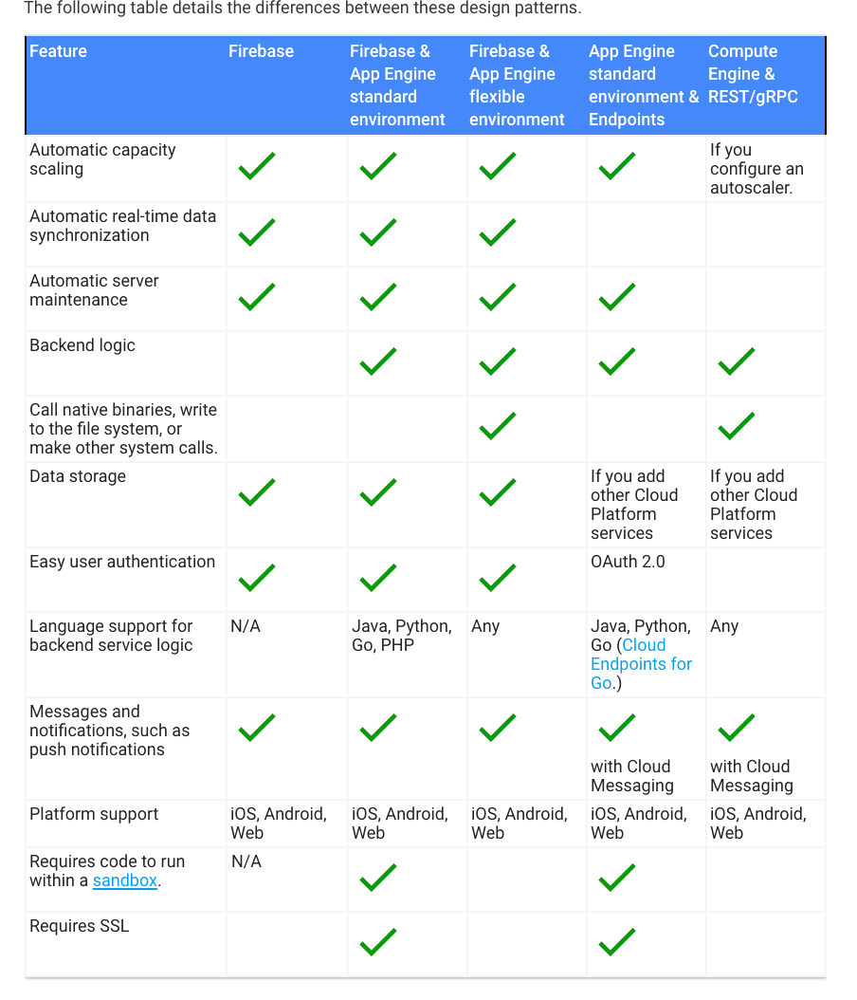 The following table details the differences between these design patterns.
Feature
Firebase
Firebase &
App Engine
standard
environment
Firebase &
App Engine
flexible
environment
App Engine
standard
environment &
Endpoints
Compute
Engine &
REST/gRPC
Automatic capacity
scaling
If you
configure an
autoscaler.
Automatic real-time data
synchronization
Automatic server
maintenance
Backend logic
Call native binaries, write
to the file system, or
make other system calls.
Data storage
If you add
other Cloud
Platform
services
If you add
other Cloud
Platform
services
Easy user authentication
OAuth 2.0
Language support for
backend service logic
N/A
Java, Python,
Go, PHP
Any
Java, Python,
Go (Cloud
Endpoints for
Go.)
Any
Messages and
notifications, such as
push notifications
with Cloud
Messaging
with Cloud
Messaging
Platform support
iOS, Android,
Web
iOS, Android,
Web
iOS, Android,
Web
iOS, Android,
Web
iOS, Android,
Web
Requires code to run
within a sandbox.
N/A
Requires SSL